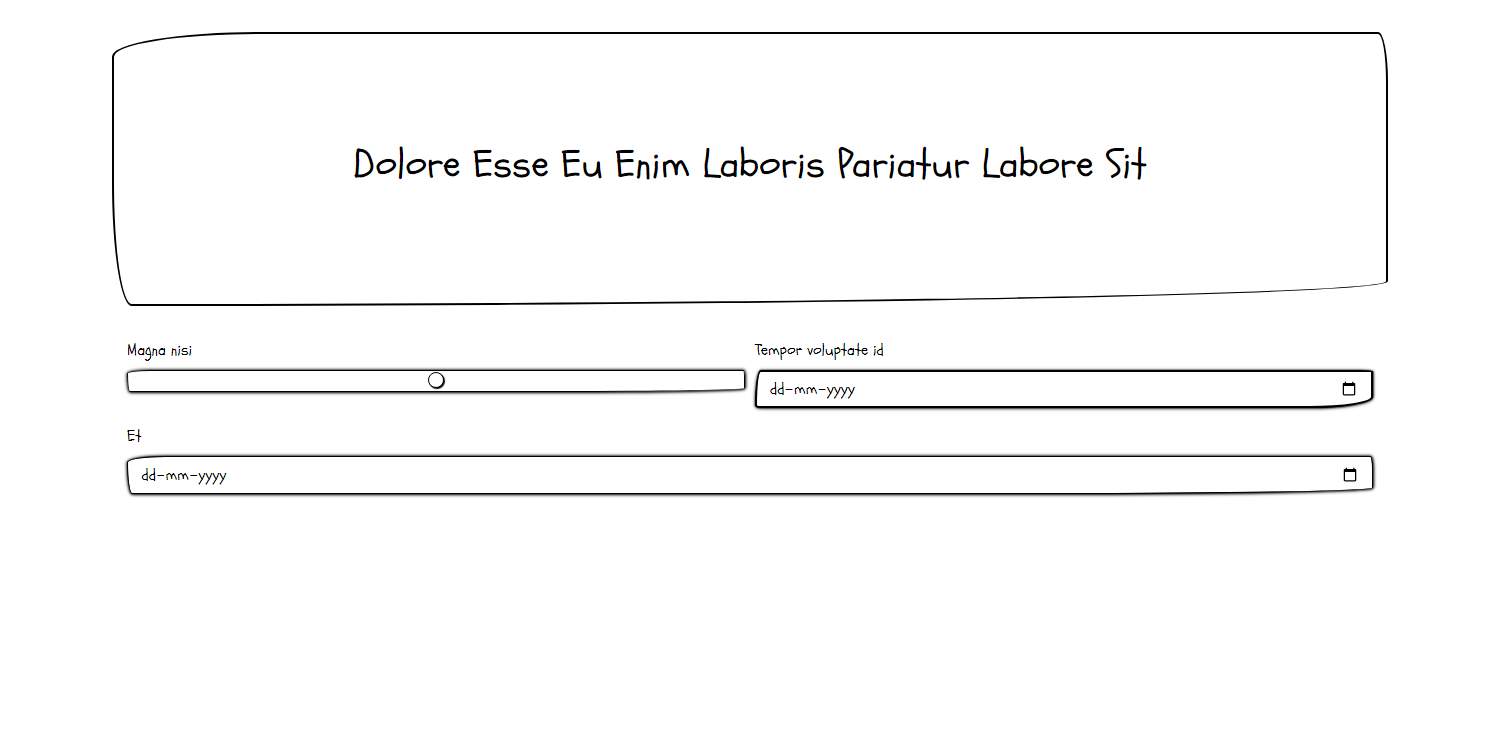 Dolore Esse Eu Enim Laboris Pariatur Labore Sit
Magna nisi
Tempor voluptate id
dd-mm-yyyy
Et
dd-mm-yyyy